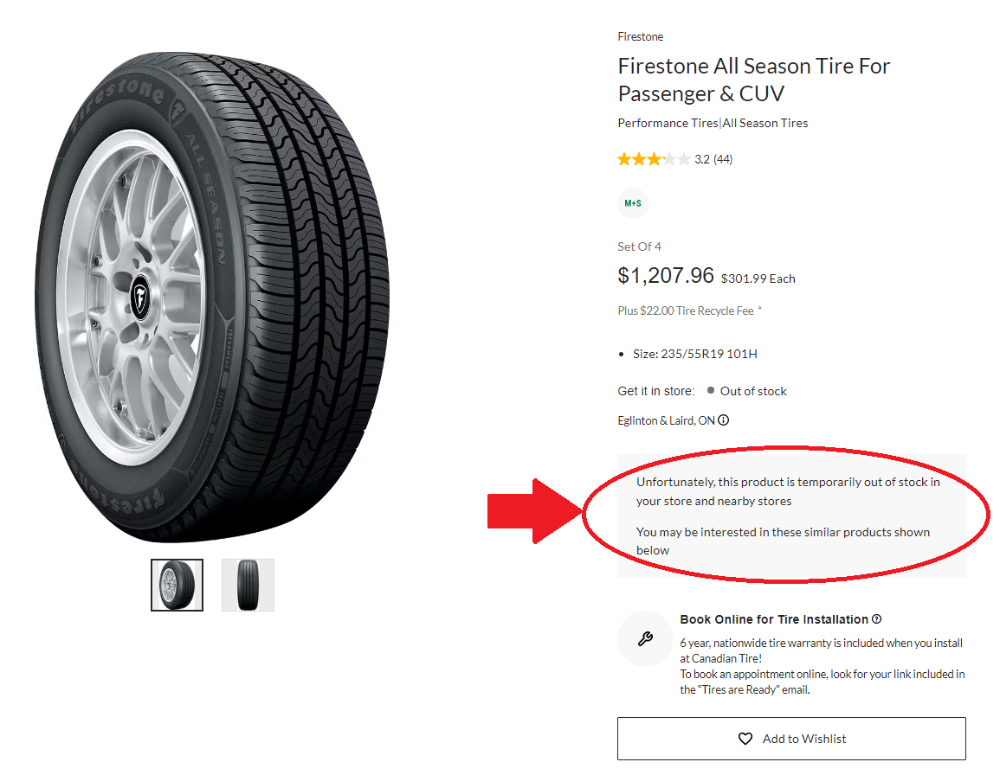 Firestone
ALL SEASON
TREADWEAR
Firestone
F
Firestone
Firestone All Season Tire For
Passenger & CUV
Performance Tires|All Season Tires
3.2 (44)
M+S
Set Of 4
$1,207.96 $301.99 Each
Plus $22.00 Tire Recycle Fee ±
• Size: 235/55R19 101H
Get it in store: Out of stock
Eglinton & Laird, ON
Unfortunately, this product is temporarily out of stock in
your store and nearby stores
You may be interested in these similar products shown
below
Book Online for Tire Installation
6 year, nationwide tire warranty is included when you install
at Canadian Tire!
To book an appointment online, look for your link included in
the “Tires are Ready” email.
Add to Wishlist